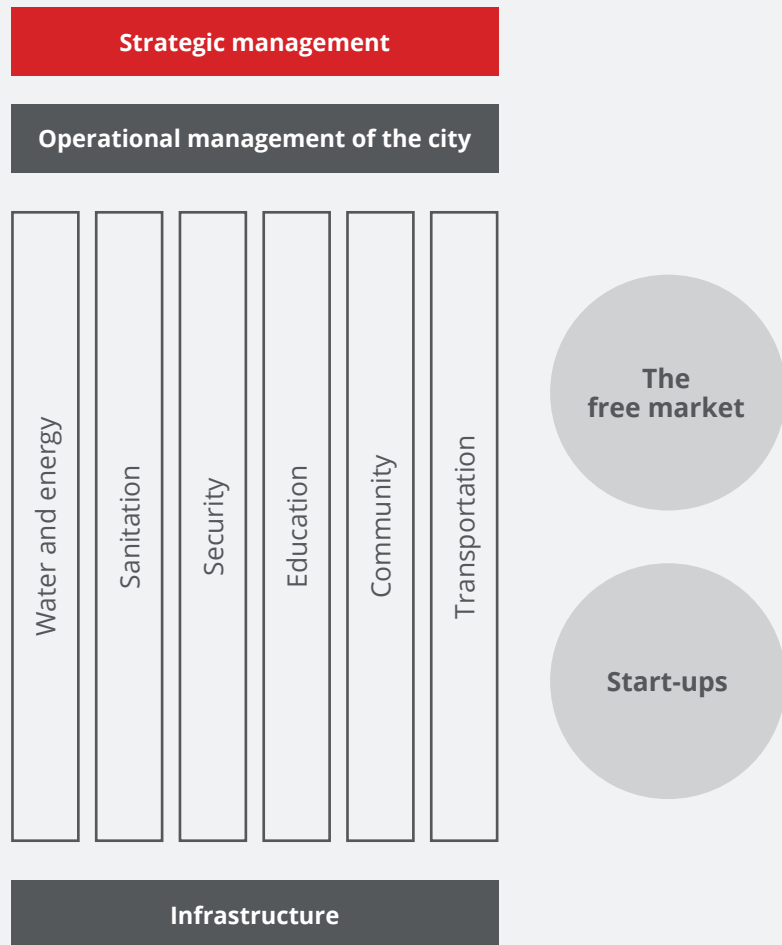 Strategic management
Operational management of the city
Water and energy
Sanitation
Security
Education
Community
Transportation
The
free market
Start-ups
Infrastructure